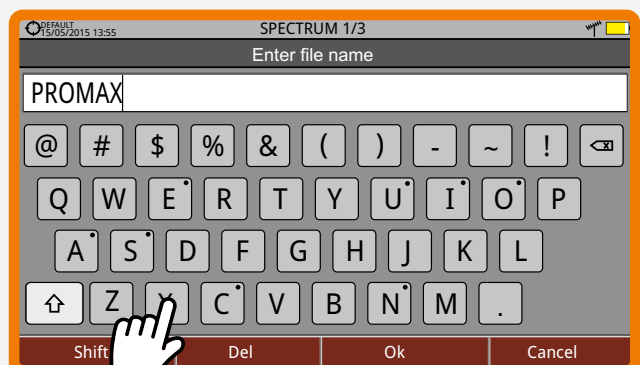 DEFAULT
15/05/2015 13:55 SPECTRUM 1/3
Enter file name
PROMAX
@ # $ % & ( ) - ~ !
Q W E R T Y U I O P
A S D F G H J K L
Z X C V B N M .
Shift Del Ok Cancel